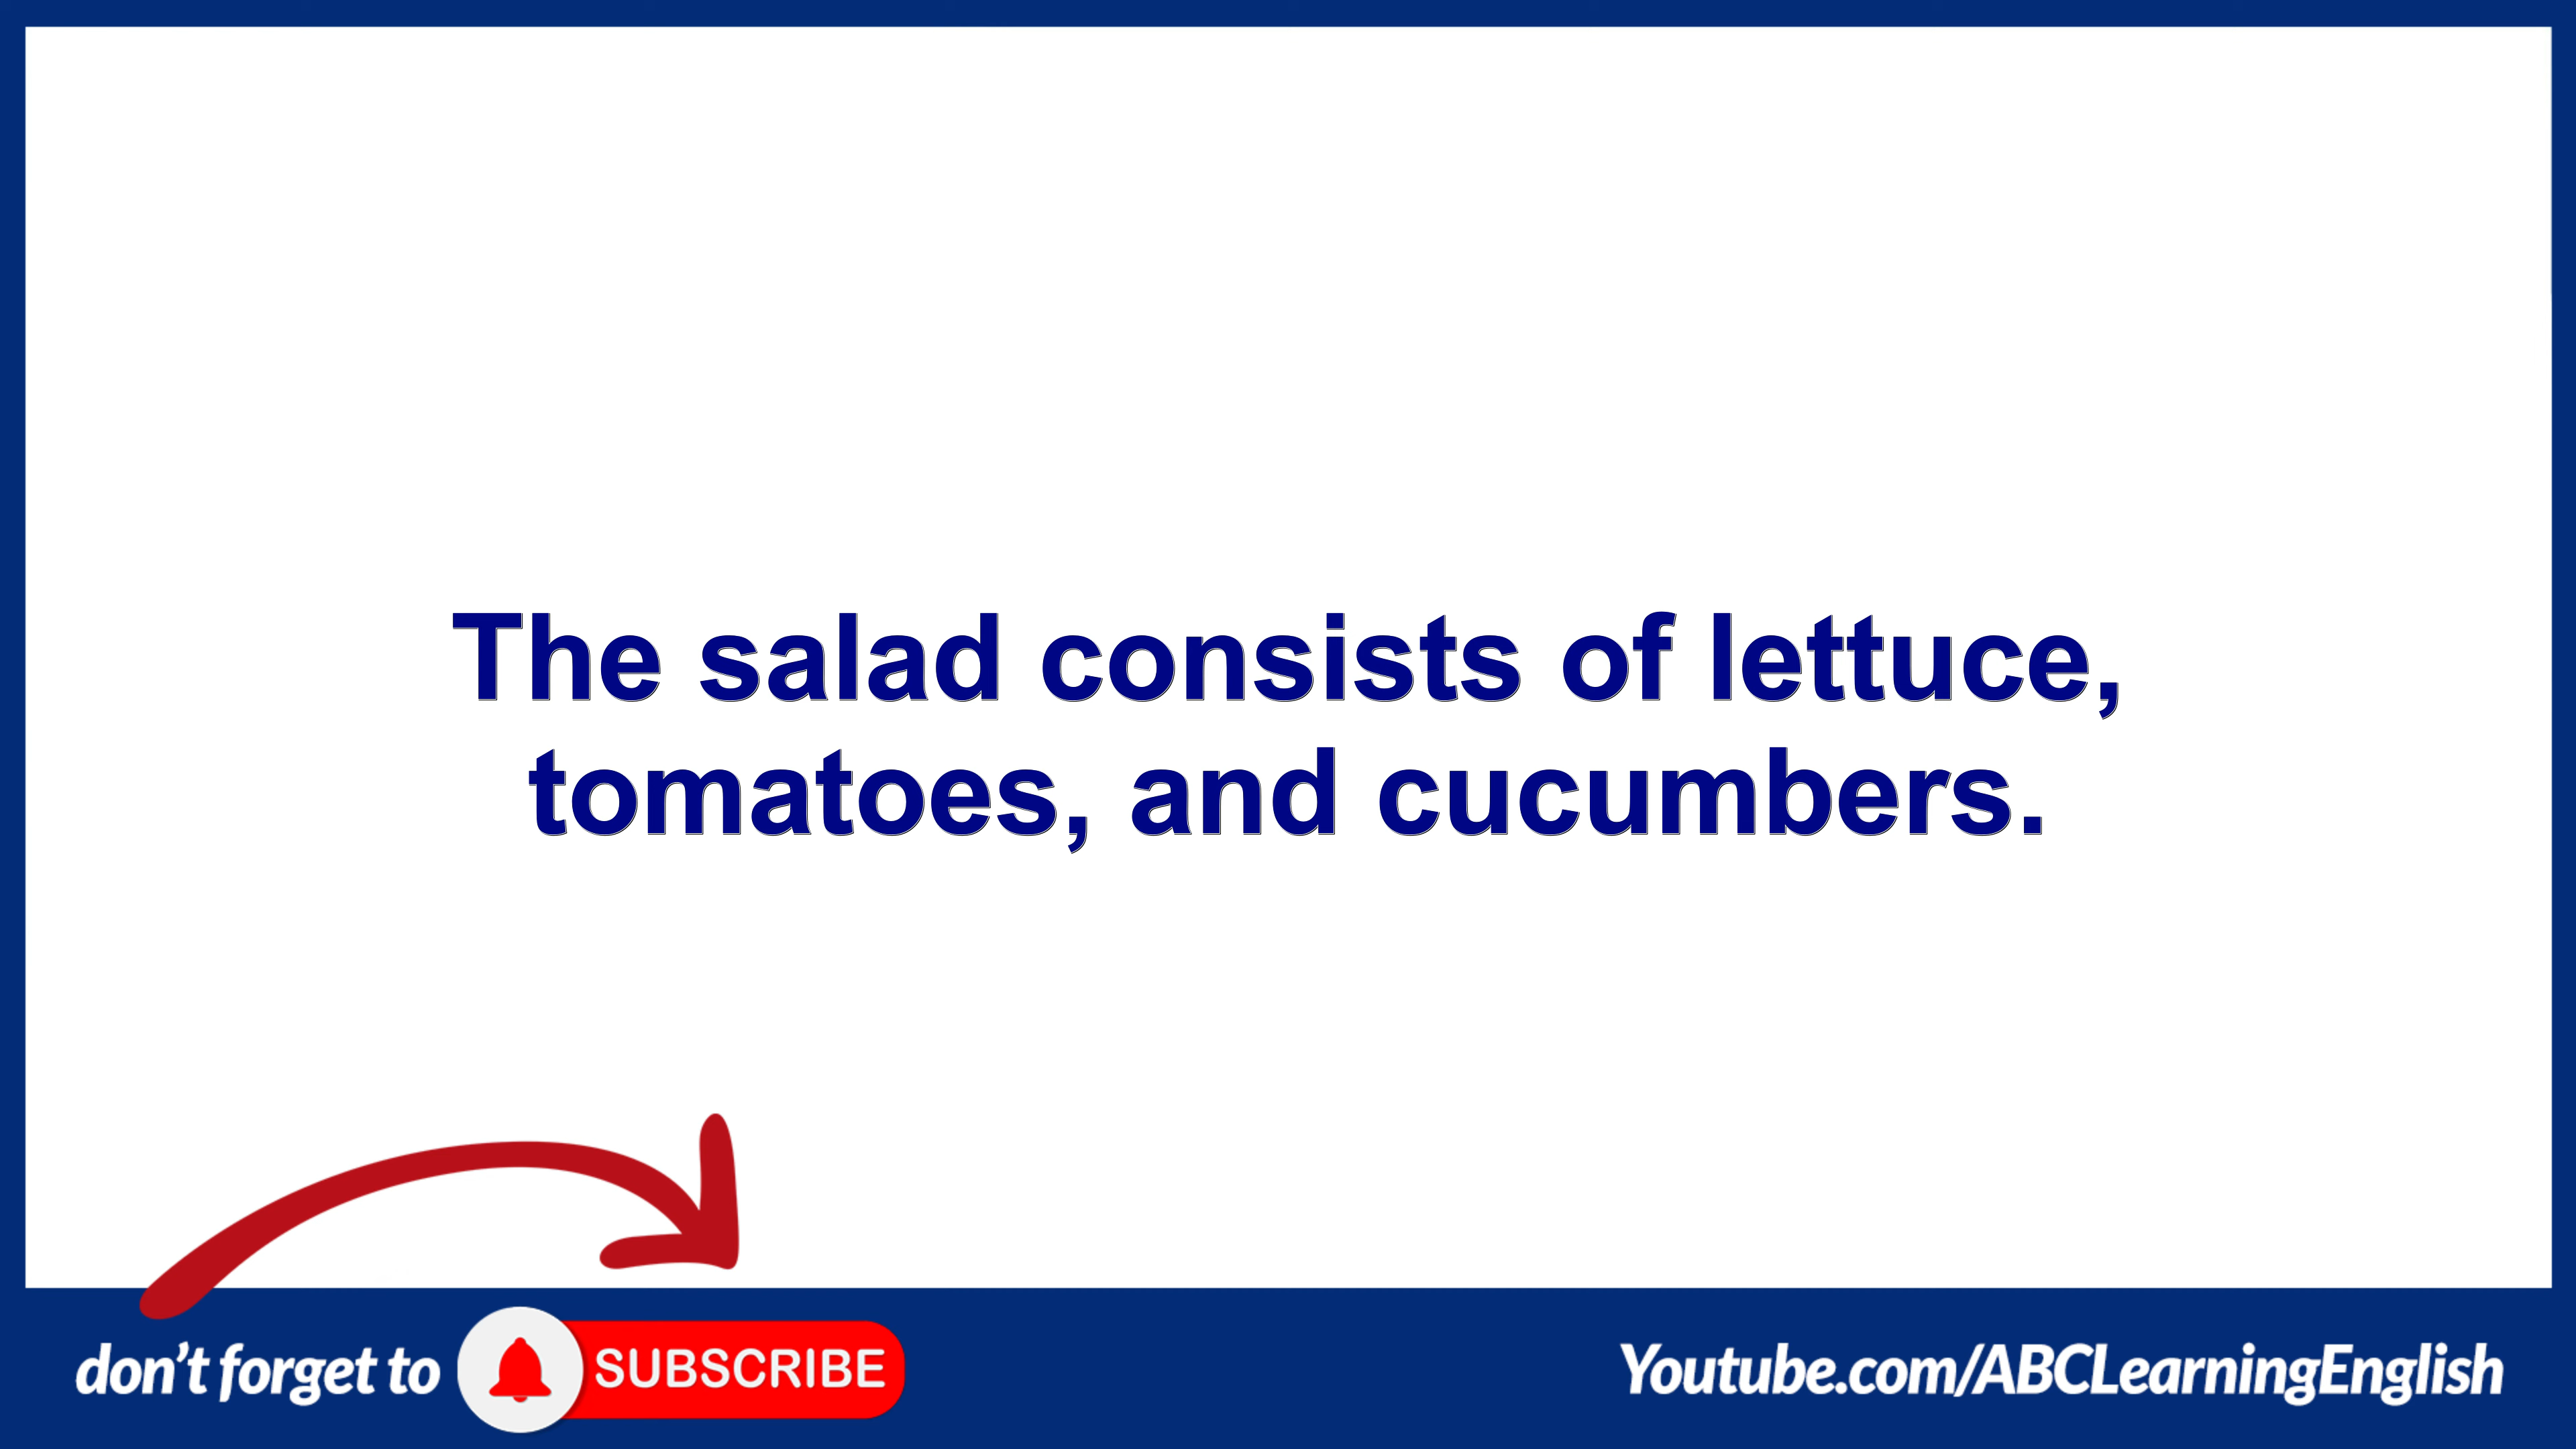 The salad consists of lettuce,
tomatoes, and cucumbers.
don't forget to SUBSCRIBE
Youtube.com/ABCLearningEnglish